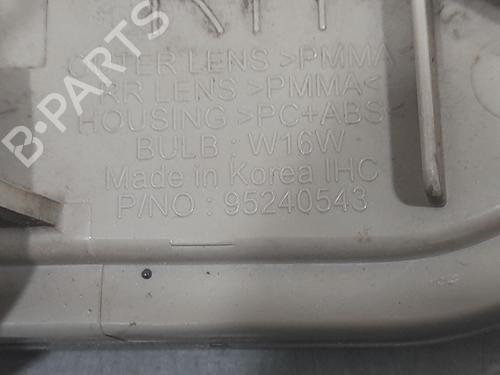 OUTER LENS >PMMA<
RR LENS >PMMA<
HOUSING >PC+ABS<
BULB : W16W
Made in Korea IHC
P/NO : 95240543
B-PARTS